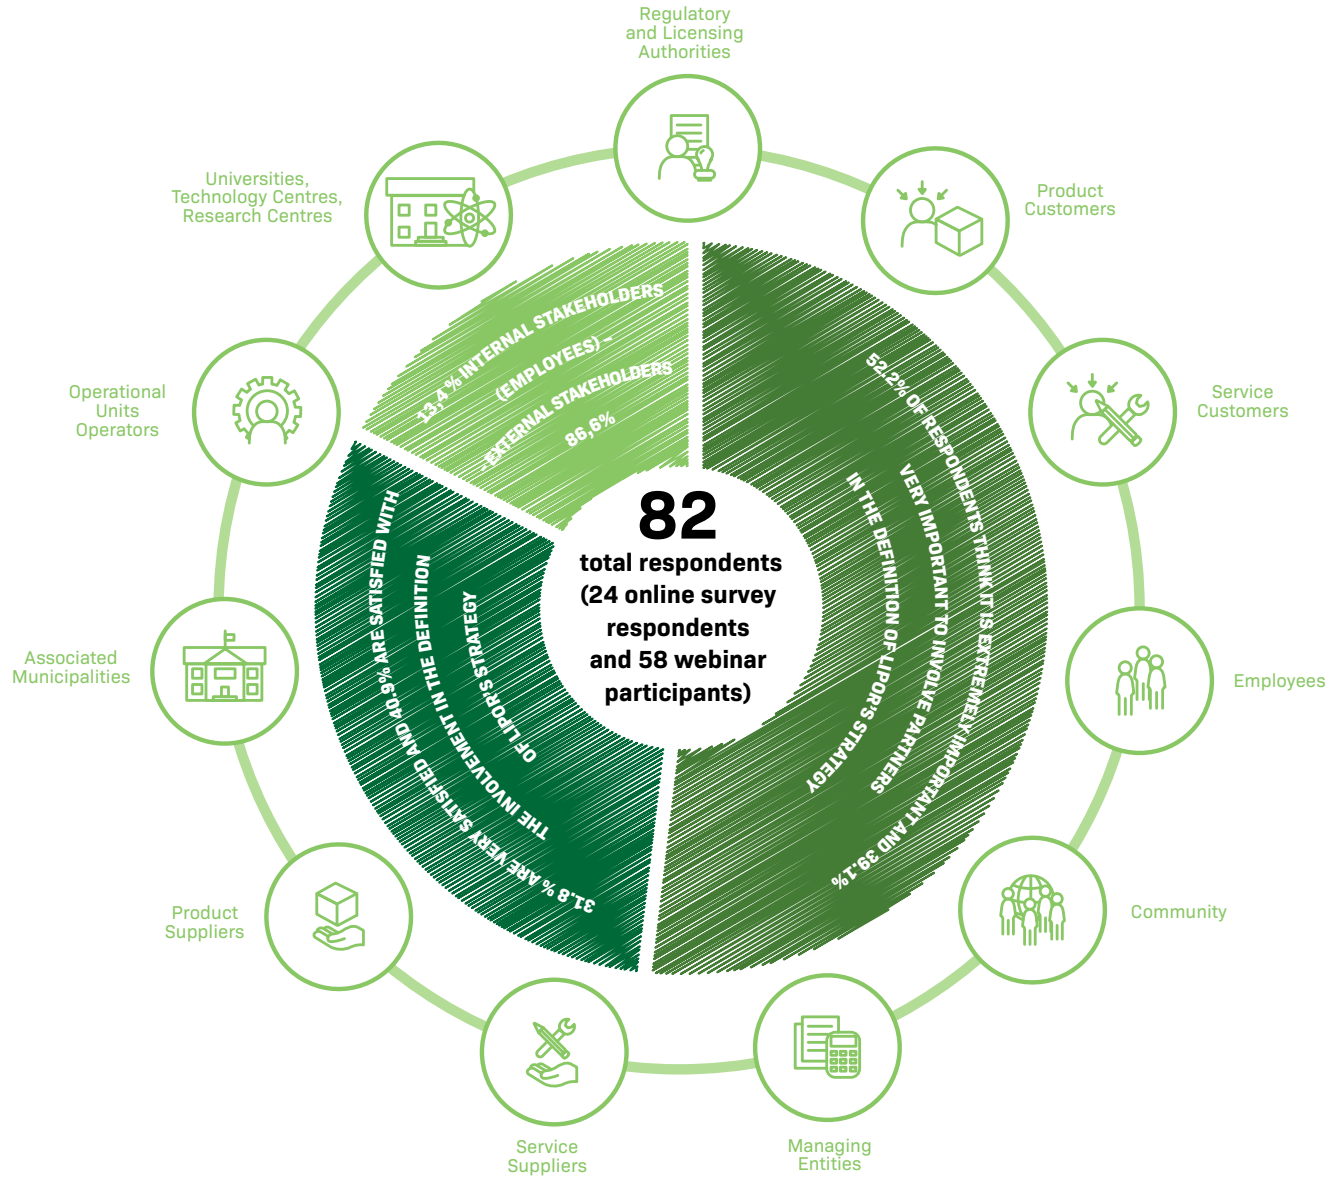 Regulatory
and Licensing
Authorities
Product
Customers
Service
Customers
Employees
Community
Managing
Entities
Service
Suppliers
Product
Suppliers
Associated
Municipalities
Operational
Units
Operators
Universities,
Technology Centres,
Research Centres
13,4 % INTERNAL STAKEHOLDERS
(EMPLOYEES) –
- EXTERNAL STAKEHOLDERS
86,6%
52.2% OF RESPONDENTS THINK IT IS EXTREMELY IMPORTANT AND 39.1%
VERY IMPORTANT TO INVOLVE PARTNERS
IN THE DEFINITION OF LIPOR'S STRATEGY
31.8 % ARE VERY SATISFIED AND 40.9% ARE SATISFIED WITH
THE INVOLVEMENT IN THE DEFINITION
OF LIPOR'S STRATEGY
82
total respondents
(24 online survey
respondents
and 58 webinar
participants)